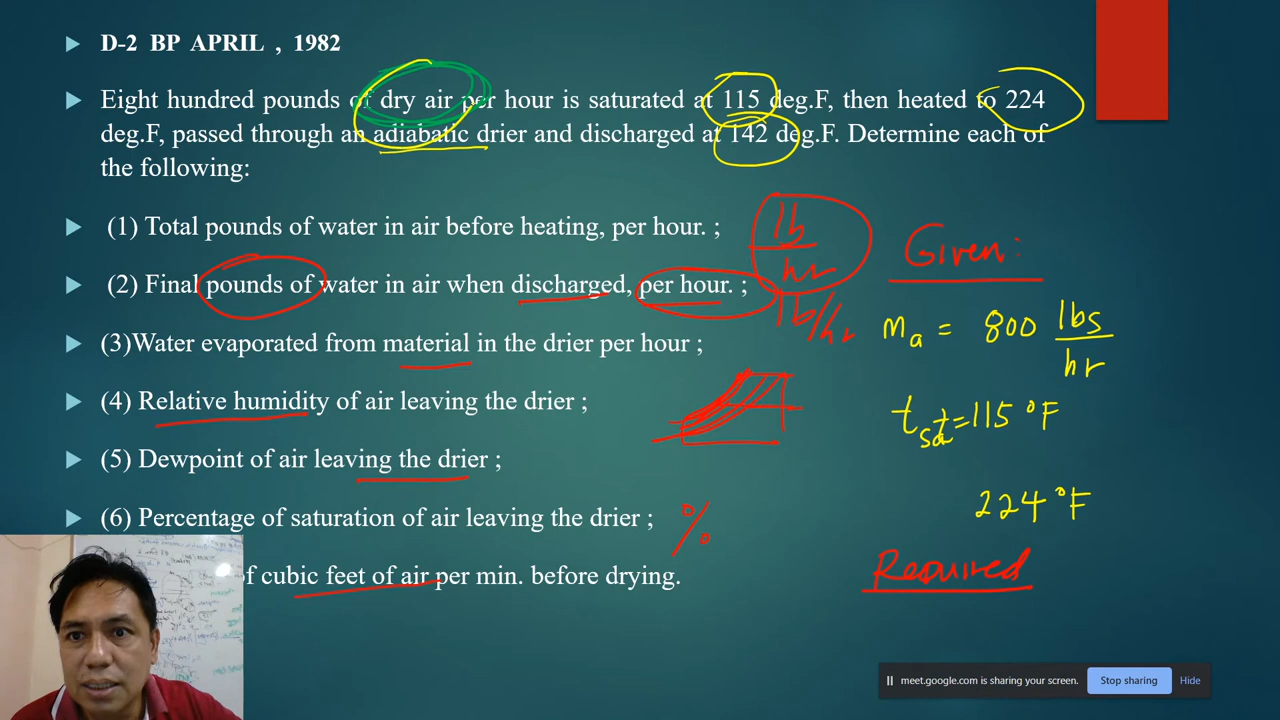 D-2 BP APRIL , 1982
Eight hundred pounds of dry air per hour is saturated at 115 deg.F, then heated to 224
deg.F, passed through an adiabatic drier and discharged at 142 deg.F. Determine each of
the following:
(1) Total pounds of water in air before heating, per hour. ;
(2) Final pounds of water in air when discharged, per hour. ;
(3)Water evaporated from material in the drier per hour ;
(4) Relative humidity of air leaving the drier ;
(5) Dewpoint of air leaving the drier ;
(6) Percentage of saturation of air leaving the drier ;
of cubic feet of air per min. before drying.
lb
hr
lb/hr
%
Given:
ma = 800 lbs
hr
tsat=115 °F
224 °F
Required
meet.google.com is sharing your screen.
Stop sharing
Hide